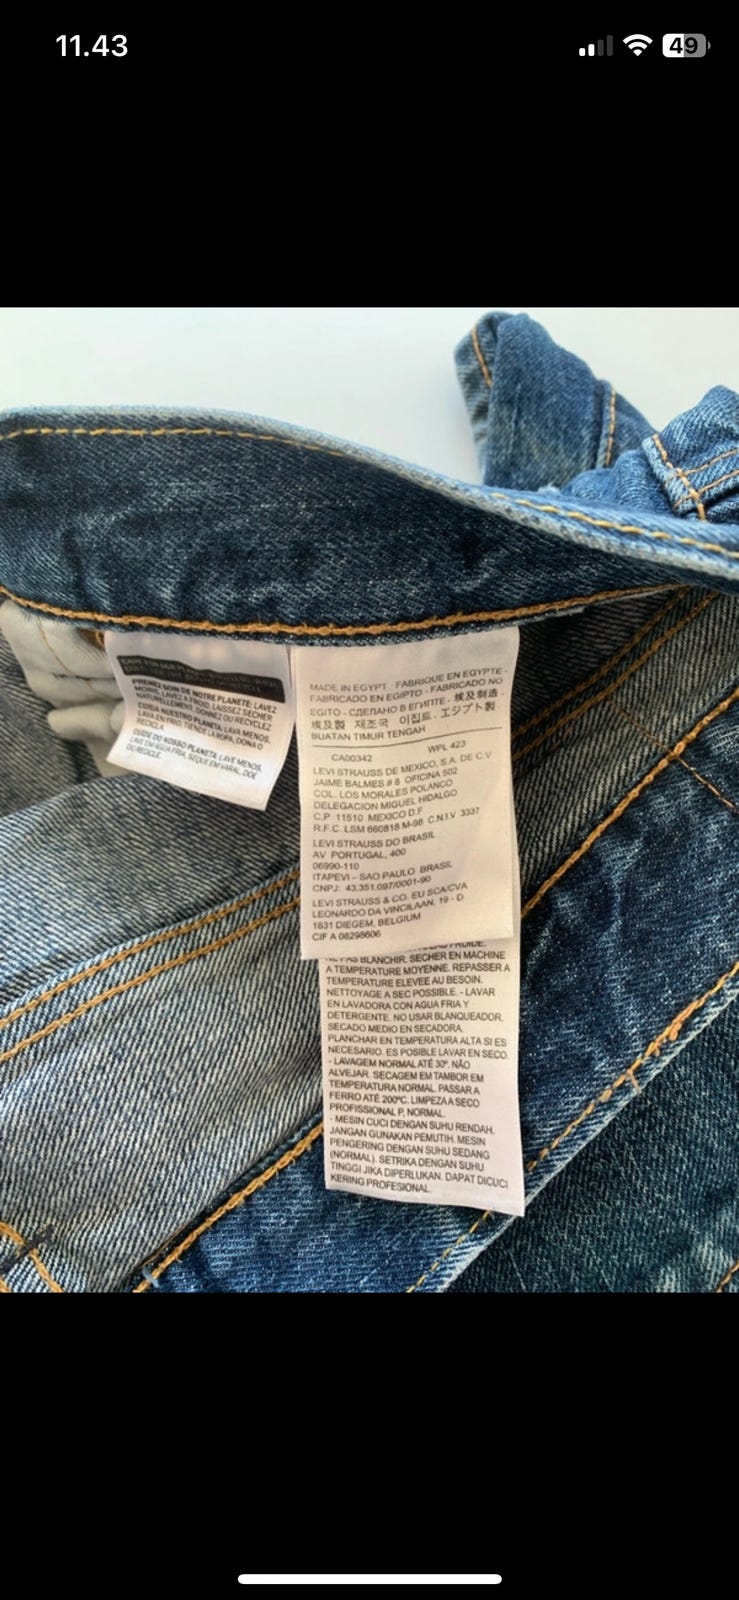 11.43
49
CARE FOR OUR PLANET: WASH LESS,
PRENEZ SOIN DE NOTRE PLANETE: LAVEZ
MOINS, LAVEZ A FROID, LAISSEZ SECHER
NATURELLEMENT, DONNEZ OU RECYCLEZ
CUIDA NUESTRO PLANETA: LAVA MENOS,
LAVA EN FRIO, TIENDE LA ROPA, DONA O
RECICLA.
CUIDE DO NOSSO PLANETA: LAVE MENOS,
LAVE EM AGUA FRIA, SEQUE EM VARAL, DOE
OU RECICLE.
MADE IN EGYPT FABRIQUE EN EGYPTE -
FABRICADO EN EGIPTO - FABRICADO NO
EGITO - СДЕЛАНО В ЕГИПТЕ - 埃及制造 -
埃及製 제조국 이집트 . エジプト製
BUATAN TIMUR TENGAH
CA00342 WPL 423
LEVI STRAUSS DE MEXICO, S.A. DE C.V
JAIME BALMES # 8 OFICINA 502
COL. LOS MORALES POLANCO
DELEGACION MIGUEL HIDALGO
C.P 11510 MEXICO D.F
R.F.C. LSM 660818 M-98 C.N.I.V 3337
LEVI STRAUSS DO BRASIL
AV PORTUGAL, 400
06990-110
ITAPEVI – SAO PAULO BRASIL
CNPJ: 43.351.097/0001-90
LEVI STRAUSS & CO. EU SCA/CVA
LEONARDO DA VINCILAAN, 19 - D
1831 DIEGEM, BELGIUM
CIF A 08298606
FROIDE.
NE PAS BLANCHIR. SECHER EN MACHINE
A TEMPERATURE MOYENNE. REPASSER A
TEMPERATURE ELEVEE AU BESOIN.
NETTOYAGE A SEC POSSIBLE. - LAVAR
EN LAVADORA CON AGUA FRIA Y
DETERGENTE. NO USAR BLANQUEADOR.
SECADO MEDIO EN SECADORA.
PLANCHAR EN TEMPERATURA ALTA SI ES
NECESARIO. ES POSIBLE LAVAR EN SECO.
- LAVAGEM NORMAL ATÉ 30º. NÃO
ALVEJAR. SECAGEM EM TAMBOR EM
TEMPERATURA NORMAL. PASSAR A
FERRO ATÉ 200ºC. LIMPEZA A SECO
PROFISSIONAL P, NORMAL.
- MESIN CUCI DENGAN SUHU RENDAH.
JANGAN GUNAKAN PEMUTIH. MESIN
PENGERING DENGAN SUHU SEDANG
(NORMAL). SETRIKA DENGAN SUHU
TINGGI JIKA DIPERLUKAN. DAPAT DICUCI
KERING PROFESIONAL.